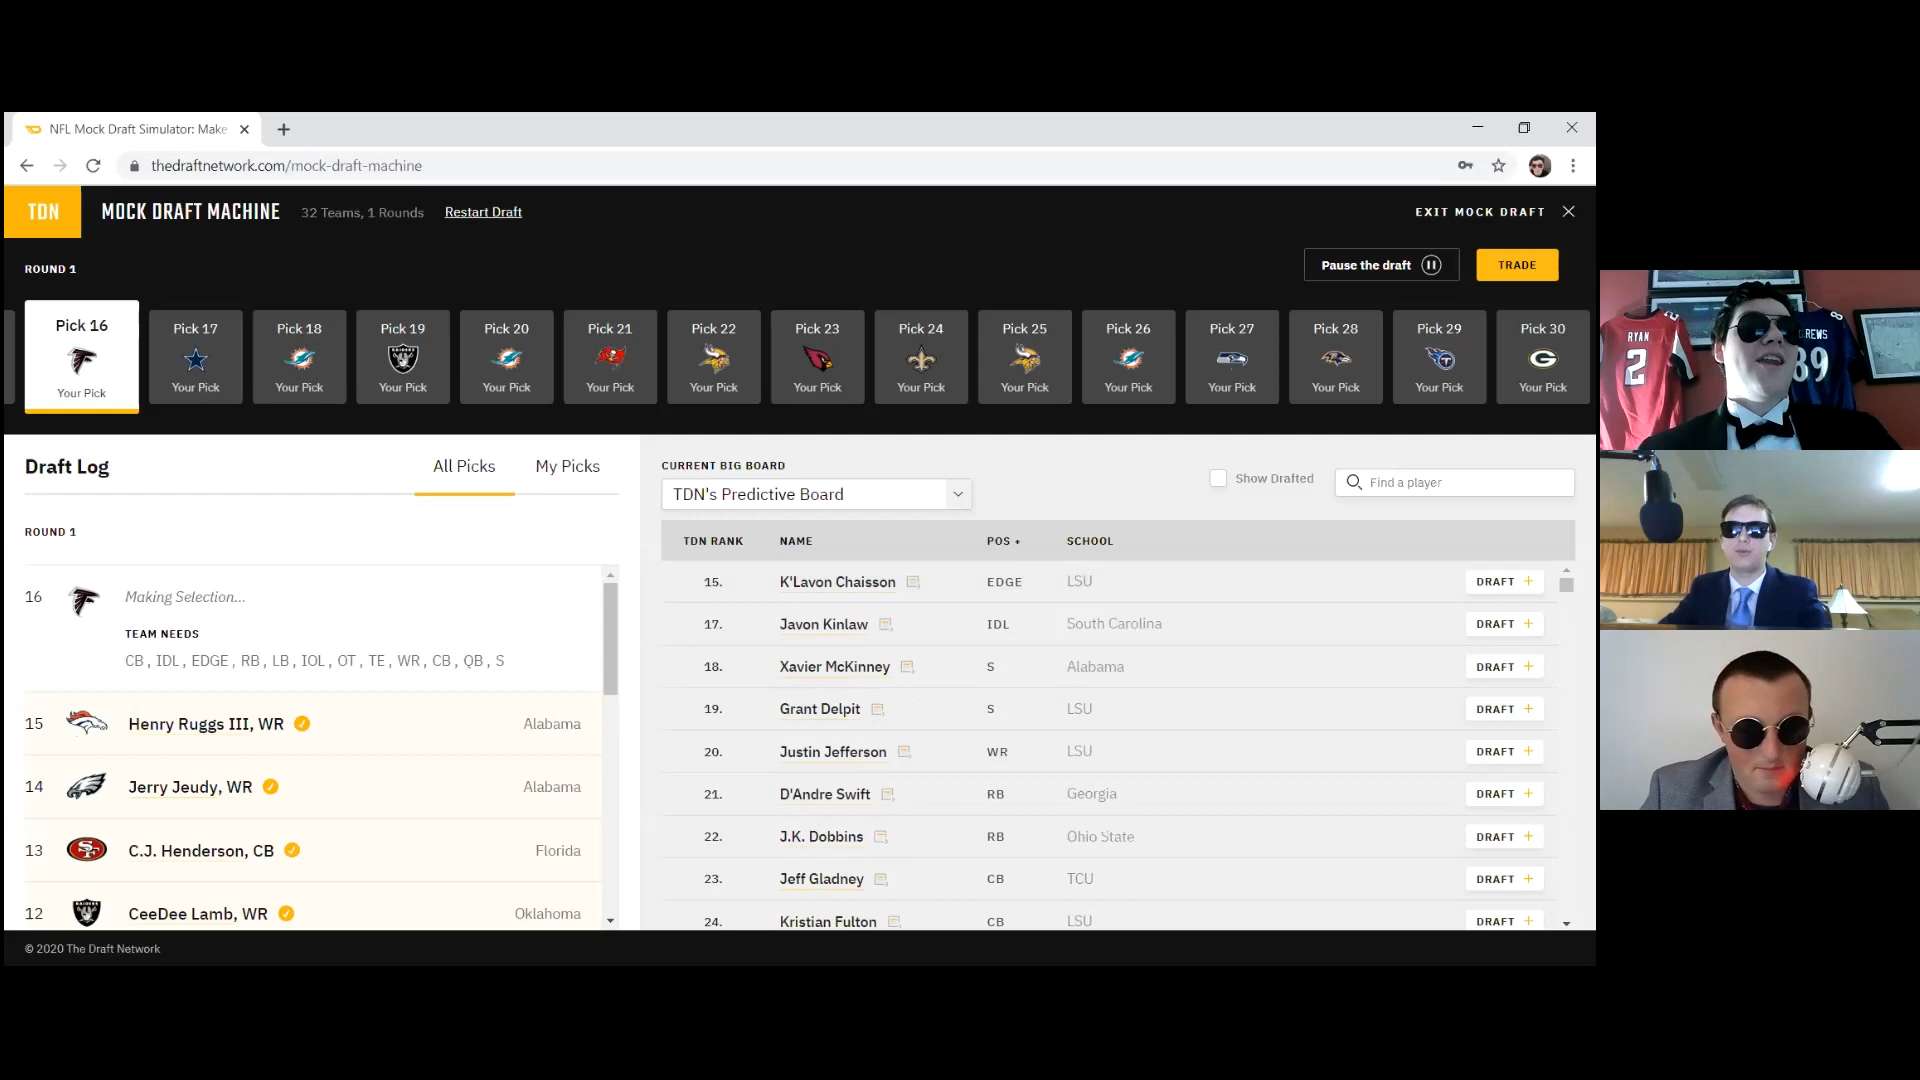 NFL Mock Draft Simulator: Make
thedraftnetwork.com/mock-draft-machine
TDN
MOCK DRAFT MACHINE
32 Teams, 1 Rounds
Restart Draft
EXIT MOCK DRAFT
ROUND 1
Pause the draft
TRADE
Pick 16
Your Pick
Pick 17
Your Pick
Pick 18
Your Pick
Pick 19
RAIDERS
Your Pick
Pick 20
Your Pick
Pick 21
Your Pick
Pick 22
Your Pick
Pick 23
Your Pick
Pick 24
Your Pick
Pick 25
Your Pick
Pick 26
Your Pick
Pick 27
Your Pick
Pick 28
Your Pick
Pick 29
Your Pick
Pick 30
G
Your Pick
Draft Log
All Picks
My Picks
ROUND 1
16
Making Selection...
TEAM NEEDS
CB , IDL , EDGE , RB , LB , IOL , OT , TE , WR , CB , QB , S
15
Henry Ruggs III, WR
Alabama
14
Jerry Jeudy, WR
Alabama
13
SF
C.J. Henderson, CB
Florida
12
RAIDERS
CeeDee Lamb, WR
Oklahoma
CURRENT BIG BOARD
TDN's Predictive Board
Show Drafted
Find a player
TDN RANK NAME POS + SCHOOL
15. K'Lavon Chaisson EDGE LSU DRAFT +
17. Javon Kinlaw IDL South Carolina DRAFT +
18. Xavier McKinney S Alabama DRAFT +
19. Grant Delpit S LSU DRAFT +
20. Justin Jefferson WR LSU DRAFT +
21. D'Andre Swift RB Georgia DRAFT +
22. J.K. Dobbins RB Ohio State DRAFT +
23. Jeff Gladney CB TCU DRAFT +
24. Kristian Fulton CB LSU DRAFT +
© 2020 The Draft Network
RYAN
2
REWS
89